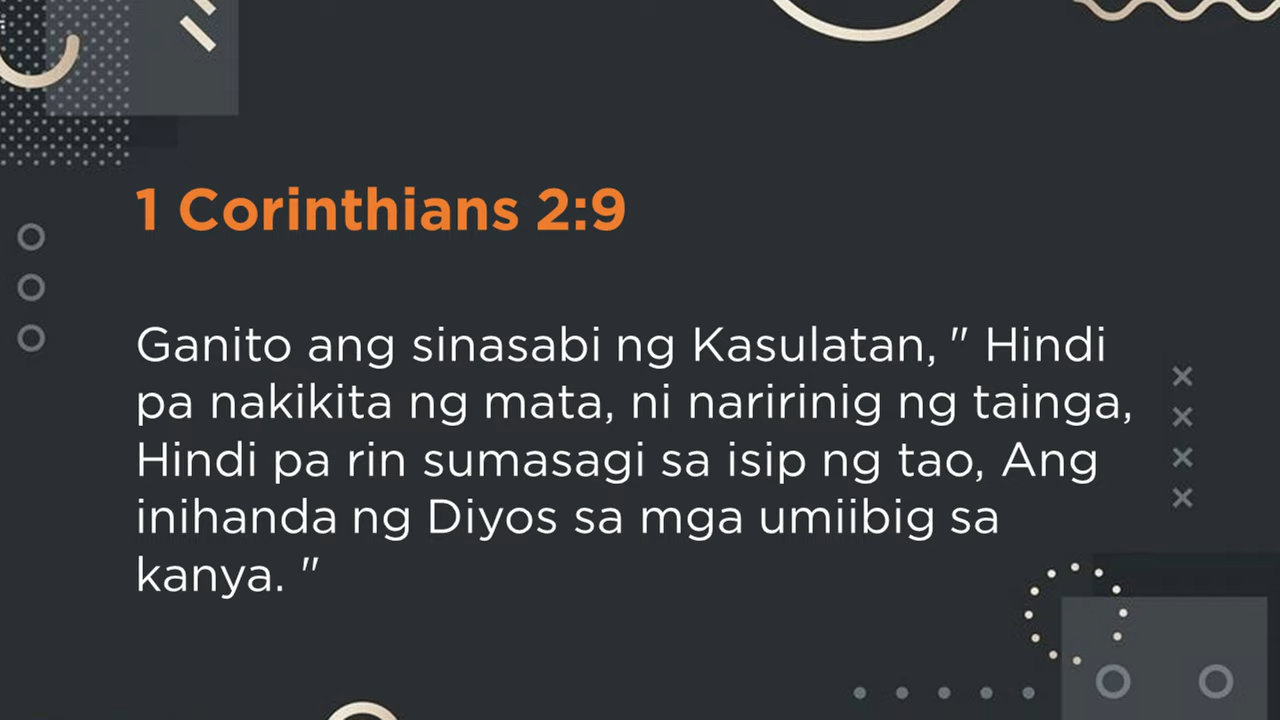 1 Corinthians 2:9
Ganito ang sinasabi ng Kasulatan, " Hindi
pa nakikita ng mata, ni naririnig ng tainga,
Hindi pa rin sumasagi sa isip ng tao, Ang
inihanda ng Diyos sa mga umiibig sa
kanya. "